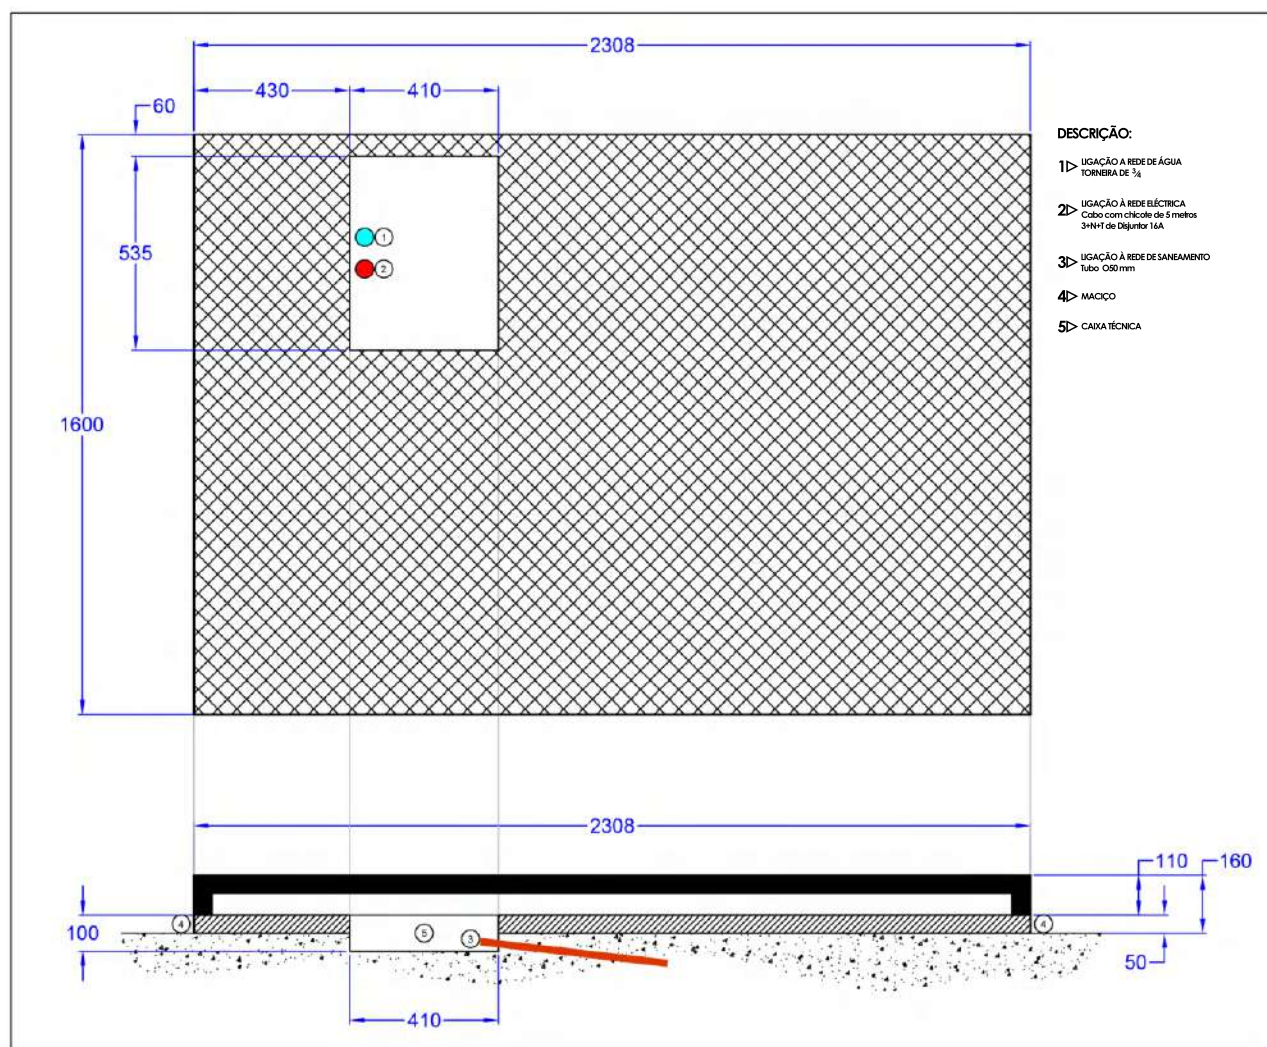 2308
430
410
60
535
1600
1
2
DESCRIÇÃO:
1 LIGAÇÃO A REDE DE ÁGUA
TORNEIRA DE ¾
2 LIGAÇÃO À REDE ELÉCTRICA
Cabo com chicote de 5 metros
3+N+T de Disjuntor 16A
3 LIGAÇÃO À REDE DE SANEAMENTO
Tubo O50 mm
4 MACIÇO
5 CAIXA TÉCNICA
2308
110
160
4
5
3
4
100
50
410